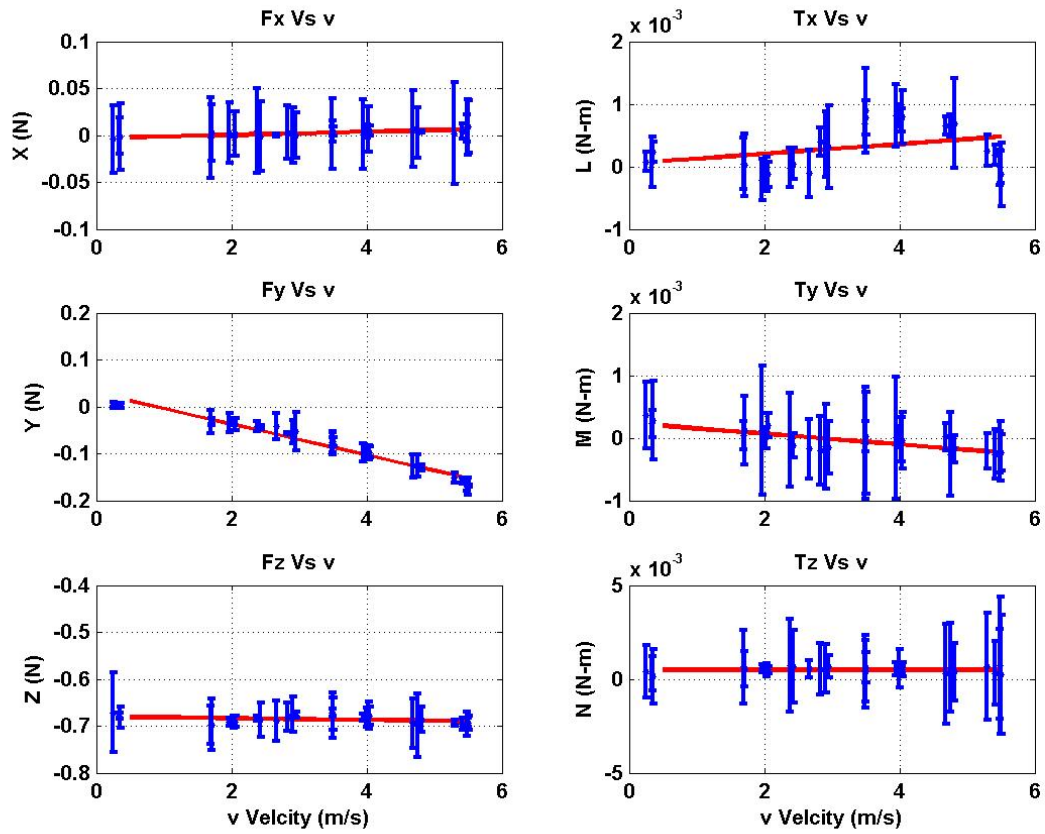 Fx Vs v
X (N)
0.1
0.05
0
-0.05
-0.1
0 2 4 6
Tx Vs v
x 10-3
L (N-m)
2
1
0
-1
0 2 4 6
Fy Vs v
Y (N)
0.2
0.1
0
-0.1
-0.2
0 2 4 6
Ty Vs v
x 10-3
M (N-m)
2
1
0
-1
0 2 4 6
Fz Vs v
Z (N)
-0.4
-0.5
-0.6
-0.7
-0.8
0 2 4 6
v Velcity (m/s)
Tz Vs v
x 10-3
N (N-m)
5
0
-5
0 2 4 6
v Velcity (m/s)